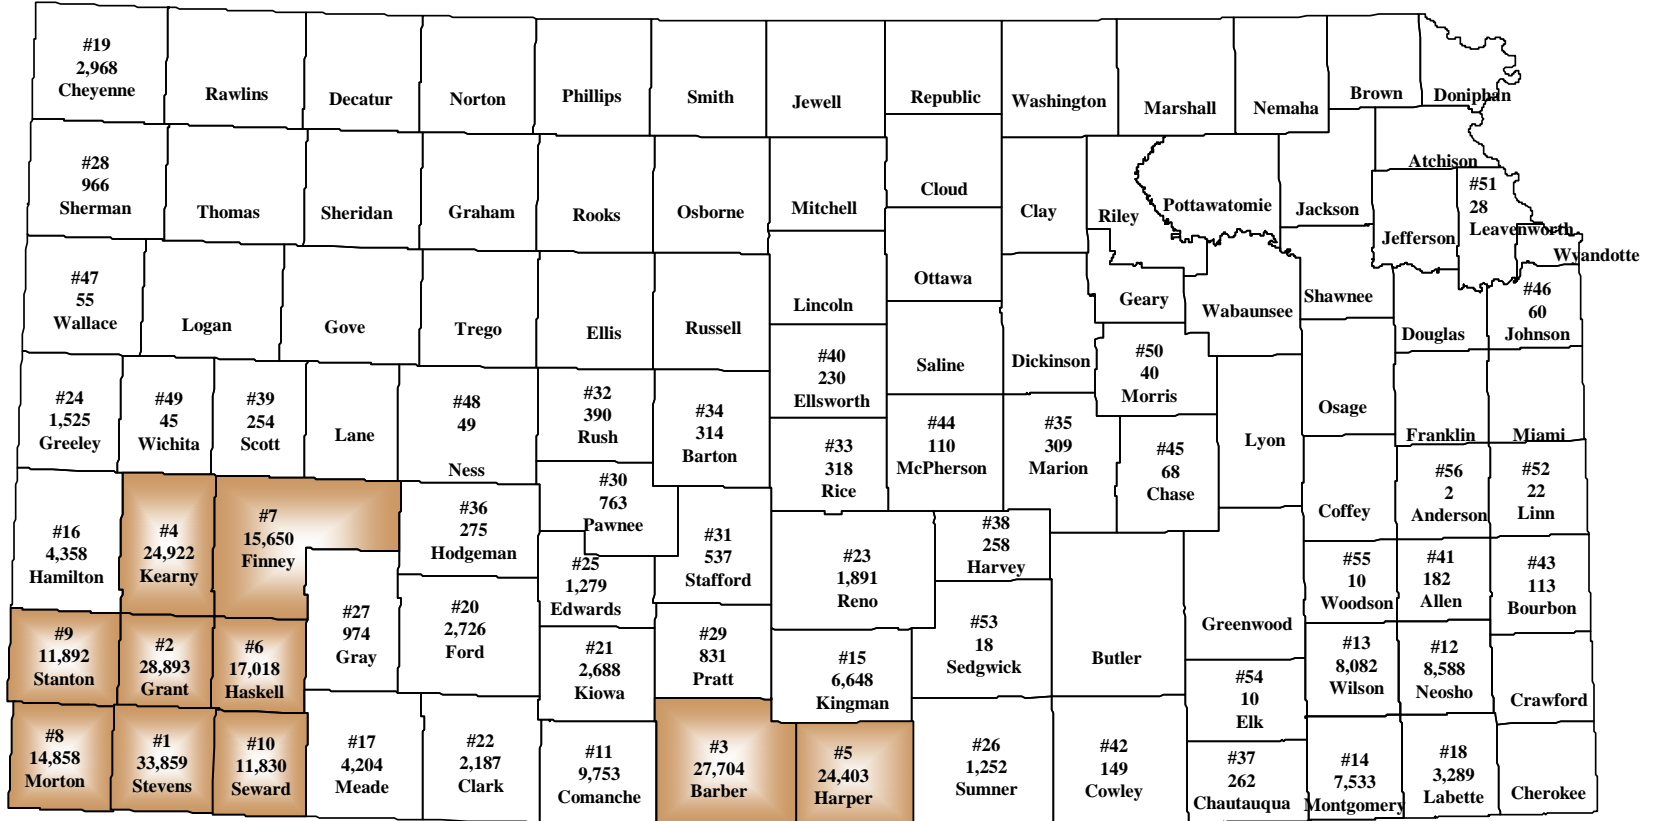 #19
2,968
Cheyenne
Rawlins
Decatur
Norton
Phillips
Smith
Jewell
Republic
Washington
Marshall
Nemaha
Brown
Doniphan
#28
966
Sherman
Thomas
Sheridan
Graham
Rooks
Osborne
Mitchell
Cloud
Clay
Riley
Pottawatomie
Jackson
Atchison
Jefferson
#51
28
Leavenworth
Wyandotte
#47
55
Wallace
Logan
Gove
Trego
Ellis
Russell
Lincoln
Ottawa
Geary
Wabaunsee
Shawnee
Douglas
#46
60
Johnson
#24
1,525
Greeley
#49
45
Wichita
#39
254
Scott
Lane
#48
49
Ness
#32
390
Rush
#34
314
Barton
#40
230
Ellsworth
Saline
Dickinson
#50
40
Morris
Osage
Franklin
Miami
#33
318
Rice
#44
110
McPherson
#35
309
Marion
#45
68
Chase
Lyon
Coffey
#56
2
Anderson
#52
22
Linn
#16
4,358
Hamilton
#4
24,922
Kearny
#7
15,650
Finney
#36
275
Hodgeman
#30
763
Pawnee
#25
1,279
Edwards
#31
537
Stafford
#23
1,891
Reno
#38
258
Harvey
Butler
Greenwood
#55
10
Woodson
#41
182
Allen
#43
113
Bourbon
#9
11,892
Stanton
#2
28,893
Grant
#6
17,018
Haskell
#27
974
Gray
#20
2,726
Ford
#21
2,688
Kiowa
#29
831
Pratt
#15
6,648
Kingman
#53
18
Sedgwick
#54
10
Elk
#13
8,082
Wilson
#12
8,588
Neosho
Crawford
#8
14,858
Morton
#1
33,859
Stevens
#10
11,830
Seward
#17
4,204
Meade
#22
2,187
Clark
#11
9,753
Comanche
#3
27,704
Barber
#5
24,403
Harper
#26
1,252
Sumner
#42
149
Cowley
#37
262
Chautauqua
#14
7,533
Montgomery
#18
3,289
Labette
Cherokee